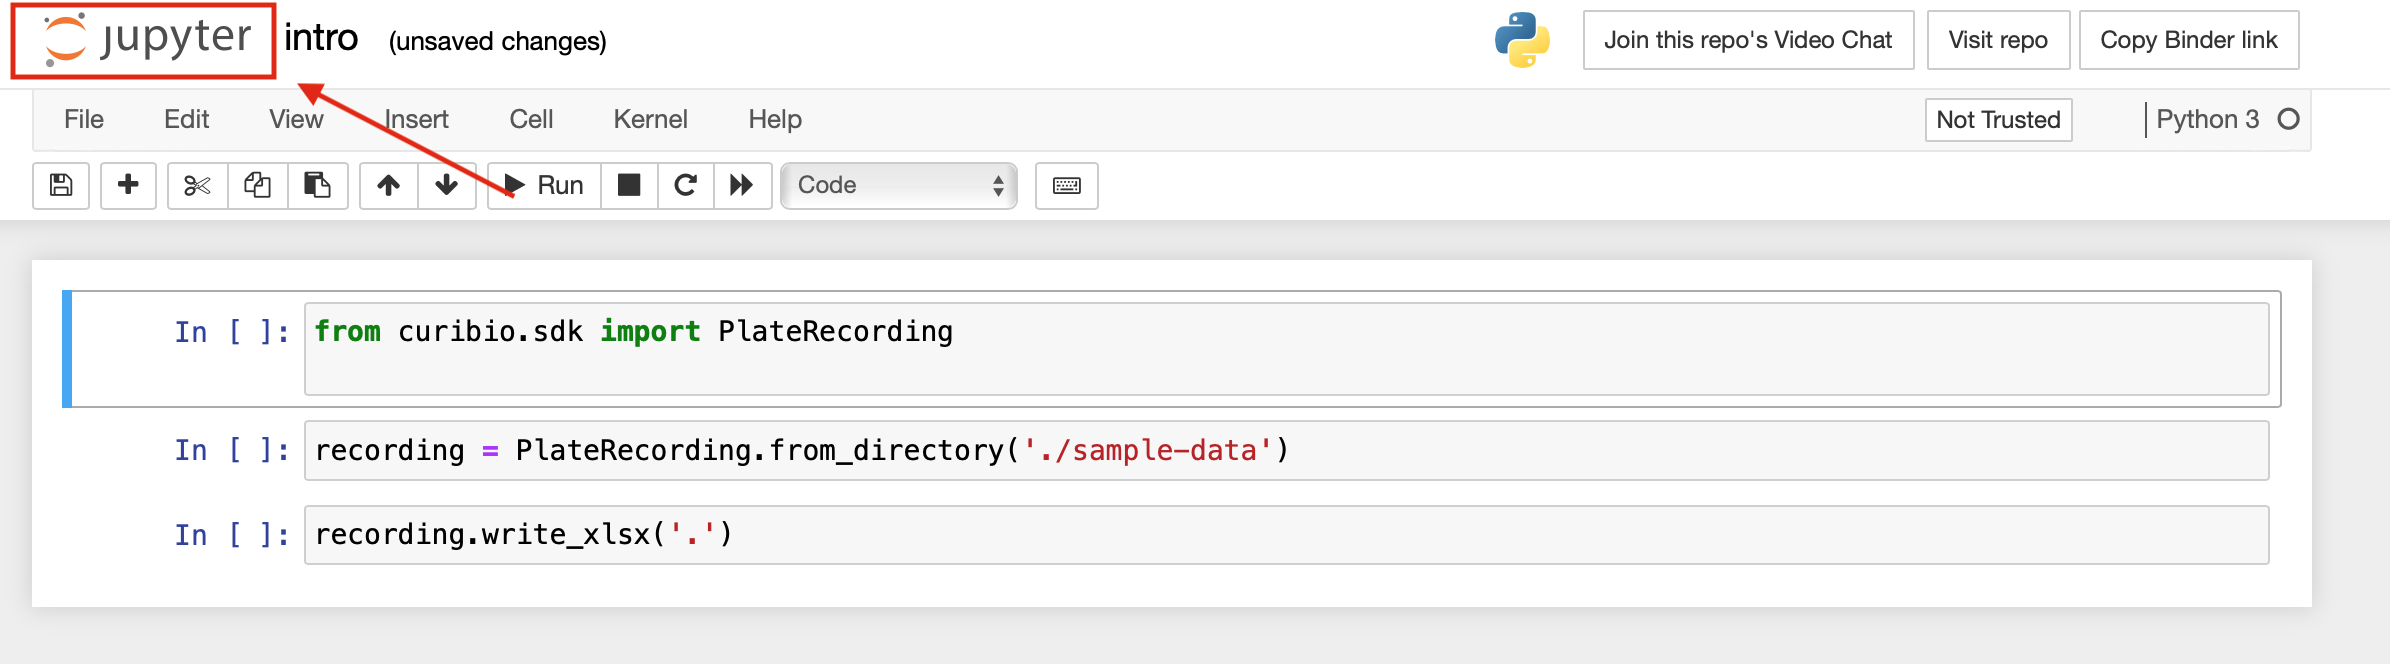 jupyter intro (unsaved changes) Join this repo's Video Chat Visit repo Copy Binder link
File Edit View Insert Cell Kernel Help Not Trusted Python 3
Run Code
In [ ]: from curibio.sdk import PlateRecording
In [ ]: recording = PlateRecording.from_directory('./sample-data')
In [ ]: recording.write_xlsx('.')